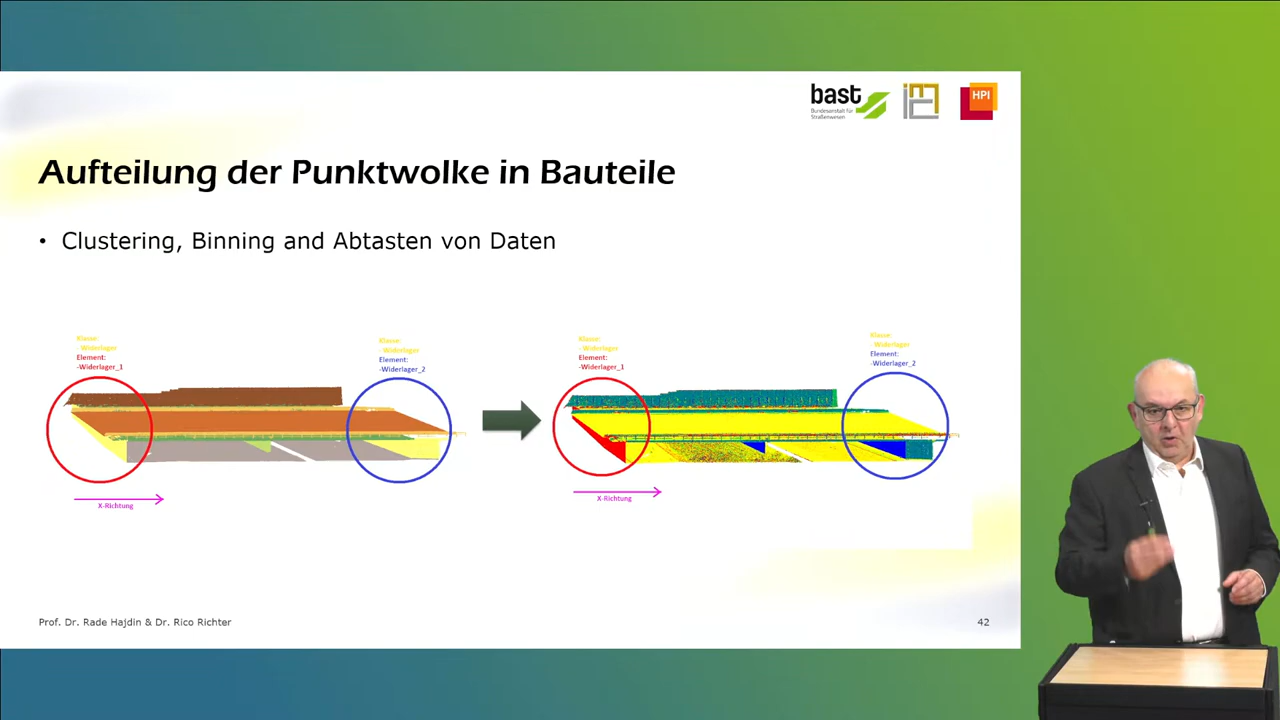 bast
Bundesanstalt für
Straßenwesen
HPI
Aufteilung der Punktwolke in Bauteile
• Clustering, Binning and Abtasten von Daten
Klasse:
- Widerlager
Element:
-Widerlager_1
Klasse:
- Widerlager
Element:
-Widerlager_2
X-Richtung
Klasse:
- Widerlager
Element:
-Widerlager_1
Klasse:
- Widerlager
Element:
-Widerlager_2
X-Richtung
Prof. Dr. Rade Hajdin & Dr. Rico Richter
42